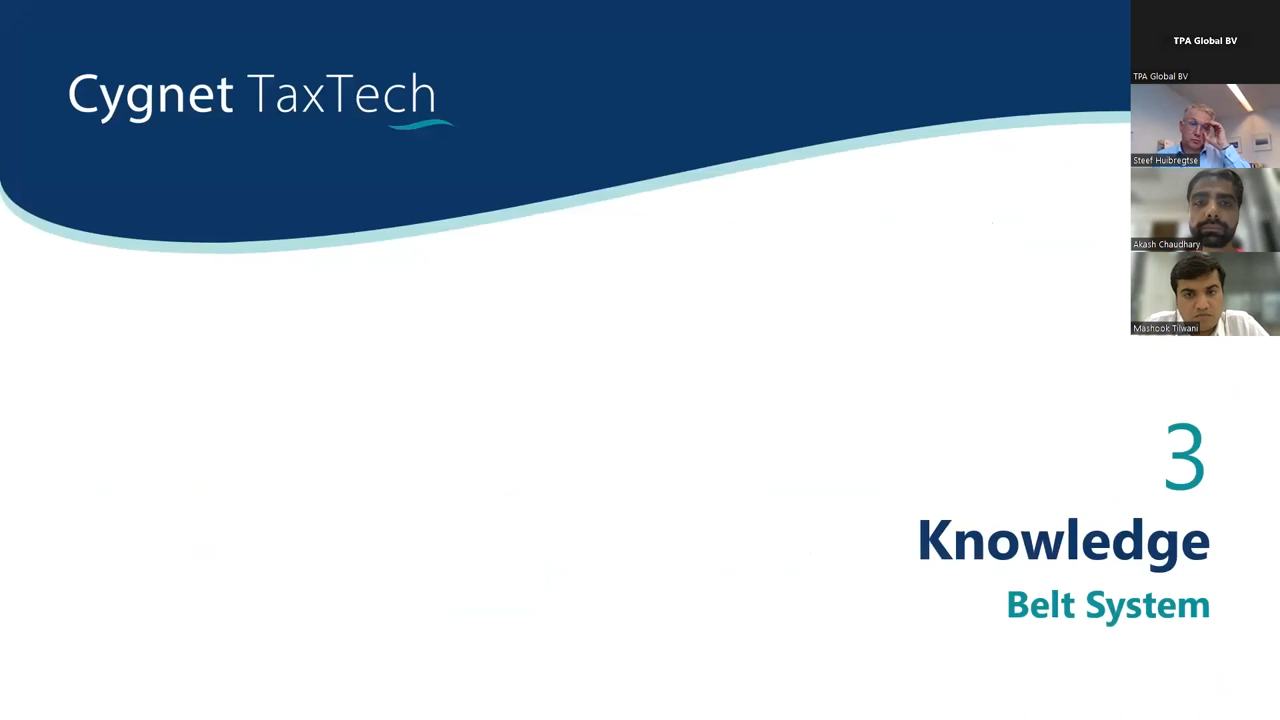 Cygnet TaxTech
TPA Global BV
TPA Global BV
Steef Huibregtse
Akash Chaudhary
Mashook Tilwani
3
Knowledge
Belt System